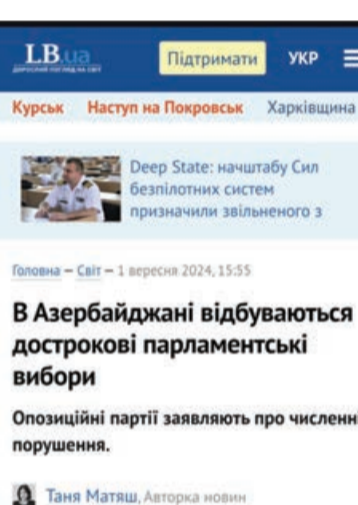 LB.ua
Підтримати
УКР
Курськ Наступ на Покровськ Харківщина
Deep State: начштабу Сил
безпілотних систем
призначили звільненого з
Головна – Світ – 1 вересня 2024, 15:55
В Азербайджані відбуваються
дострокові парламентські
вибори
Опозиційні партії заявляють про численні
порушення.
Таня Матяш, Авторка новин